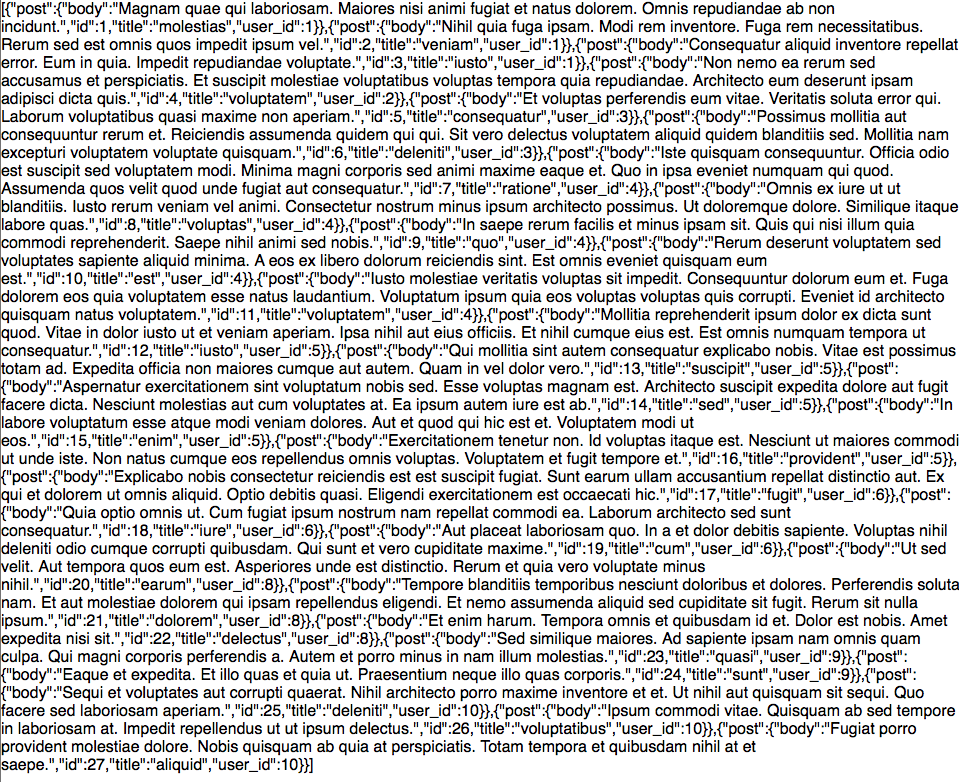 [{"post":{"body":"Magnam quae qui laboriosam. Maiores nisi animi fugiat et natus dolorem. Omnis repudiandae ab non
incidunt.","id":1,"title":"molestias","user_id":1}},{"post":{"body":"Nihil quia fuga ipsam. Modi rem inventore. Fuga rem necessitatibus.
Rerum sed est omnis quos impedit ipsum vel.","id":2,"title":"veniam","user_id":1}},{"post":{"body":"Consequatur aliquid inventore repellat
error. Eum in quia. Impedit repudiandae voluptate.","id":3,"title":"iusto","user_id":1}},{"post":{"body":"Non nemo ea rerum sed
accusamus et perspiciatis. Et suscipit molestiae voluptatibus voluptas tempora quia repudiandae. Architecto eum deserunt ipsam
adipisci dicta quis.","id":4,"title":"voluptatem","user_id":2}},{"post":{"body":"Et voluptas perferendis eum vitae. Veritatis soluta error qui.
Laborum voluptatibus quasi maxime non aperiam.","id":5,"title":"consequatur","user_id":3}},{"post":{"body":"Possimus mollitia aut
consequuntur rerum et. Reiciendis assumenda quidem qui qui. Sit vero delectus voluptatem aliquid quidem blanditiis sed. Mollitia nam
excepturi voluptatem voluptate quisquam.","id":6,"title":"deleniti","user_id":3}},{"post":{"body":"Iste quisquam consequuntur. Officia odio
est suscipit sed voluptatem modi. Minima magni corporis sed animi maxime eaque et. Quo in ipsa eveniet numquam qui quod.
Assumenda quos velit quod unde fugiat aut consequatur.","id":7,"title":"ratione","user_id":4}},{"post":{"body":"Omnis ex iure ut ut
blanditiis. Iusto rerum veniam vel animi. Consectetur nostrum minus ipsum architecto possimus. Ut doloremque dolore. Similique itaque
labore quas.","id":8,"title":"voluptas","user_id":4}},{"post":{"body":"In saepe rerum facilis et minus ipsam sit. Quis qui nisi illum quia
commodi reprehenderit. Saepe nihil animi sed nobis.","id":9,"title":"quo","user_id":4}},{"post":{"body":"Rerum deserunt voluptatem sed
voluptates sapiente aliquid minima. A eos ex libero dolorum reiciendis sint. Est omnis eveniet quisquam eum
est.","id":10,"title":"est","user_id":4}},{"post":{"body":"Iusto molestiae veritatis voluptas sit impedit. Consequuntur dolorum eum et. Fuga
dolorem eos quia voluptatem esse natus laudantium. Voluptatum ipsum quia eos voluptas voluptas quis corrupti. Eveniet id architecto
quisquam natus voluptatem.","id":11,"title":"voluptatem","user_id":4}},{"post":{"body":"Mollitia reprehenderit ipsum dolor ex dicta sunt
quod. Vitae in dolor iusto ut et veniam aperiam. Ipsa nihil aut eius officiis. Et nihil cumque eius est. Est omnis numquam tempora ut
consequatur.","id":12,"title":"iusto","user_id":5}},{"post":{"body":"Qui mollitia sint autem consequatur explicabo nobis. Vitae est possimus
totam ad. Expedita officia non maiores cumque aut autem. Quam in vel dolor vero.","id":13,"title":"suscipit","user_id":5}},{"post":
{"body":"Aspernatur exercitationem sint voluptatum nobis sed. Esse voluptas magnam est. Architecto suscipit expedita dolore aut fugit
facere dicta. Nesciunt molestias aut cum voluptates at. Ea ipsum autem iure est ab.","id":14,"title":"sed","user_id":5}},{"post":{"body":"In
labore voluptatum esse atque modi veniam dolores. Aut et quod qui hic est et. Voluptatem modi ut
eos.","id":15,"title":"enim","user_id":5}},{"post":{"body":"Exercitationem tenetur non. Id voluptas itaque est. Nesciunt ut maiores commodi
ut unde iste. Non natus cumque eos repellendus omnis voluptas. Voluptatem et fugit tempore et.","id":16,"title":"provident","user_id":5}},
{"post":{"body":"Explicabo nobis consectetur reiciendis est est suscipit fugiat. Sunt earum ullam accusantium repellat distinctio aut. Ex
qui et dolorem ut omnis aliquid. Optio debitis quasi. Eligendi exercitationem est occaecati hic.","id":17,"title":"fugit","user_id":6}},{"post":
{"body":"Quia optio omnis ut. Cum fugiat ipsum nostrum nam repellat commodi ea. Laborum architecto sed sunt
consequatur.","id":18,"title":"iure","user_id":6}},{"post":{"body":"Aut placeat laboriosam quo. In a et dolor debitis sapiente. Voluptas nihil
deleniti odio cumque corrupti quibusdam. Qui sunt et vero cupiditate maxime.","id":19,"title":"cum","user_id":6}},{"post":{"body":"Ut sed
velit. Aut tempora quos eum est. Asperiores unde est distinctio. Rerum et quia vero voluptate minus
nihil.","id":20,"title":"earum","user_id":8}},{"post":{"body":"Tempore blanditiis temporibus nesciunt doloribus et dolores. Perferendis soluta
nam. Et aut molestiae dolorem qui ipsam repellendus eligendi. Et nemo assumenda aliquid sed cupiditate sit fugit. Rerum sit nulla
ipsum.","id":21,"title":"dolorem","user_id":8}},{"post":{"body":"Et enim harum. Tempora omnis et quibusdam id et. Dolor est nobis. Amet
expedita nisi sit.","id":22,"title":"delectus","user_id":8}},{"post":{"body":"Sed similique maiores. Ad sapiente ipsam nam omnis quam
culpa. Qui magni corporis perferendis a. Autem et porro minus in nam illum molestias.","id":23,"title":"quasi","user_id":9}},{"post":
{"body":"Eaque et expedita. Et illo quas et quia ut. Praesentium neque illo quas corporis.","id":24,"title":"sunt","user_id":9}},{"post":
{"body":"Sequi et voluptates aut corrupti quaerat. Nihil architecto porro maxime inventore et et. Ut nihil aut quisquam sit sequi. Quo
facere sed laboriosam aperiam.","id":25,"title":"deleniti","user_id":10}},{"post":{"body":"Ipsum commodi vitae. Quisquam ab sed tempore
in laboriosam at. Impedit repellendus ut ut ipsum delectus.","id":26,"title":"voluptatibus","user_id":10}},{"post":{"body":"Fugiat porro
provident molestiae dolore. Nobis quisquam ab quia at perspiciatis. Totam tempora et quibusdam nihil at et
saepe.","id":27,"title":"aliquid","user_id":10}}]